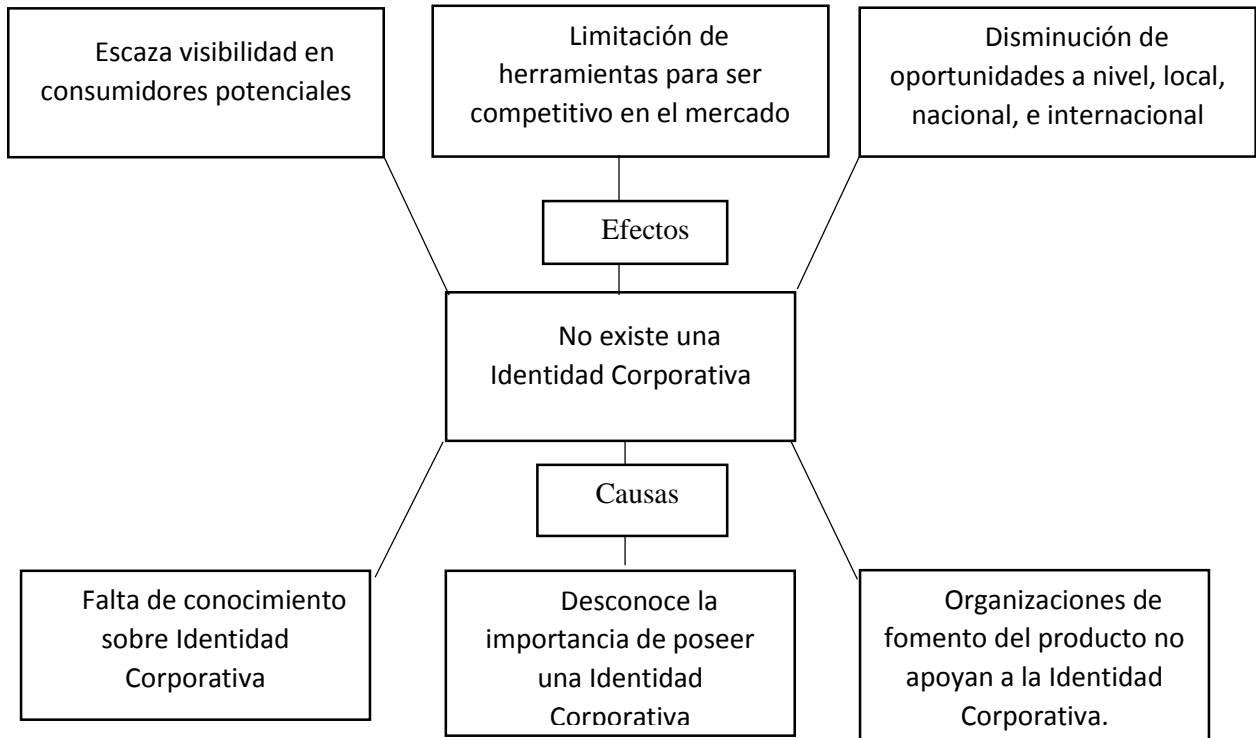 Escaza visibilidad en
consumidores potenciales
Limitación de
herramientas para ser
competitivo en el mercado
Disminución de
oportunidades a nivel, local,
nacional, e internacional
Efectos
No existe una
Identidad Corporativa
Causas
Falta de conocimiento
sobre Identidad
Corporativa
Desconoce la
importancia de poseer
una Identidad
Corporativa
Organizaciones de
fomento del producto no
apoyan a la Identidad
Corporativa.